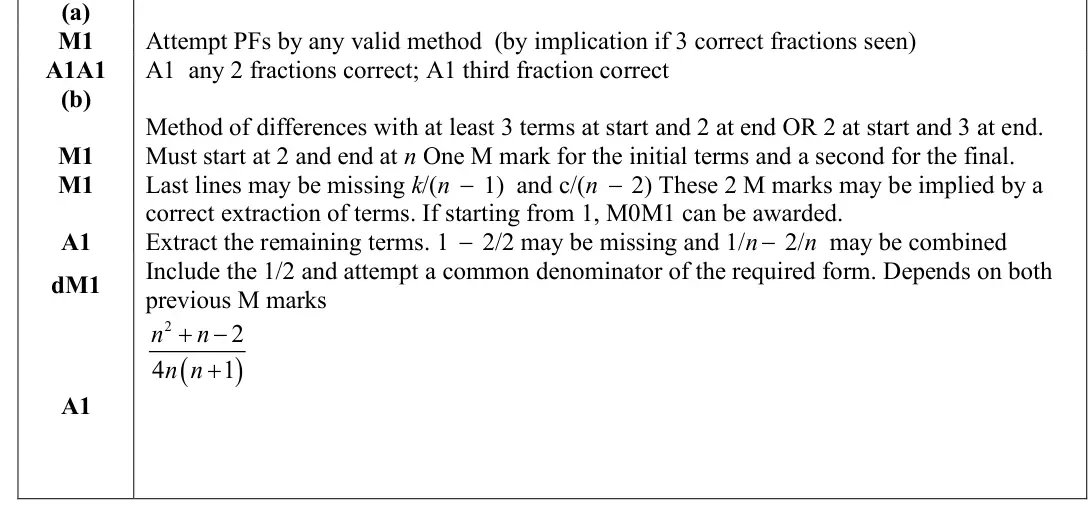 (a)
M1 Attempt PFs by any valid method (by implication if 3 correct fractions seen)
A1A1 A1 any 2 fractions correct; A1 third fraction correct
(b)
Method of differences with at least 3 terms at start and 2 at end OR 2 at start and 3 at end.
M1 Must start at 2 and end at n One M mark for the initial terms and a second for the final.
M1 Last lines may be missing k/(n − 1) and c/(n − 2) These 2 M marks may be implied by a
correct extraction of terms. If starting from 1, M0M1 can be awarded.
A1 Extract the remaining terms. 1 − 2/2 may be missing and 1/n − 2/n may be combined
dM1 Include the 1/2 and attempt a common denominator of the required form. Depends on both
previous M marks
n² + n − 2
4n(n+1)
A1